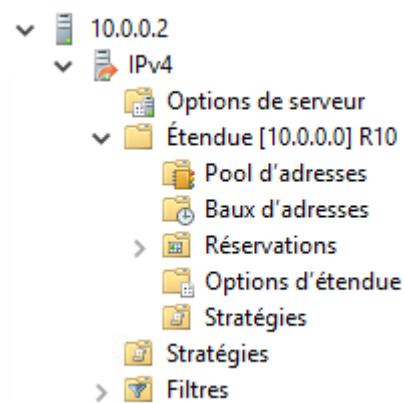 10.0.0.2
IPv4
Options de serveur
Étendue [10.0.0.0] R10
Pool d'adresses
Baux d'adresses
Réservations
Options d'étendue
Stratégies
Stratégies
Filtres